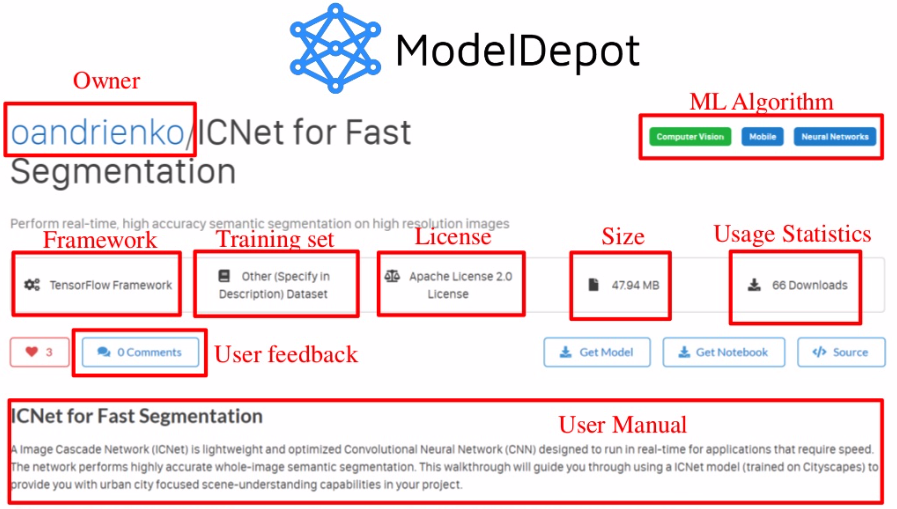 ModelDepot
Owner
ML Algorithm
oandrienko/ICNet for Fast
Segmentation
Computer Vision Mobile Neural Networks
Perform real-time, high accuracy semantic segmentation on high resolution images
Framework Training set License Size Usage Statistics
TensorFlow Framework
Other (Specify in
Description) Dataset
Apache License 2.0
License
47.94 MB
66 Downloads
3
0 Comments
User feedback
Get Model
Get Notebook
</> Source
ICNet for Fast Segmentation
User Manual
A Image Cascade Network (ICNet) is lightweight and optimized Convolutional Neural Network (CNN) designed to run in real-time for applications that require speed.
The network performs highly accurate whole-image semantic segmentation. This walkthrough will guide you through using a ICNet model (trained on Cityscapes) to
provide you with urban city focused scene-understanding capabilities in your project.